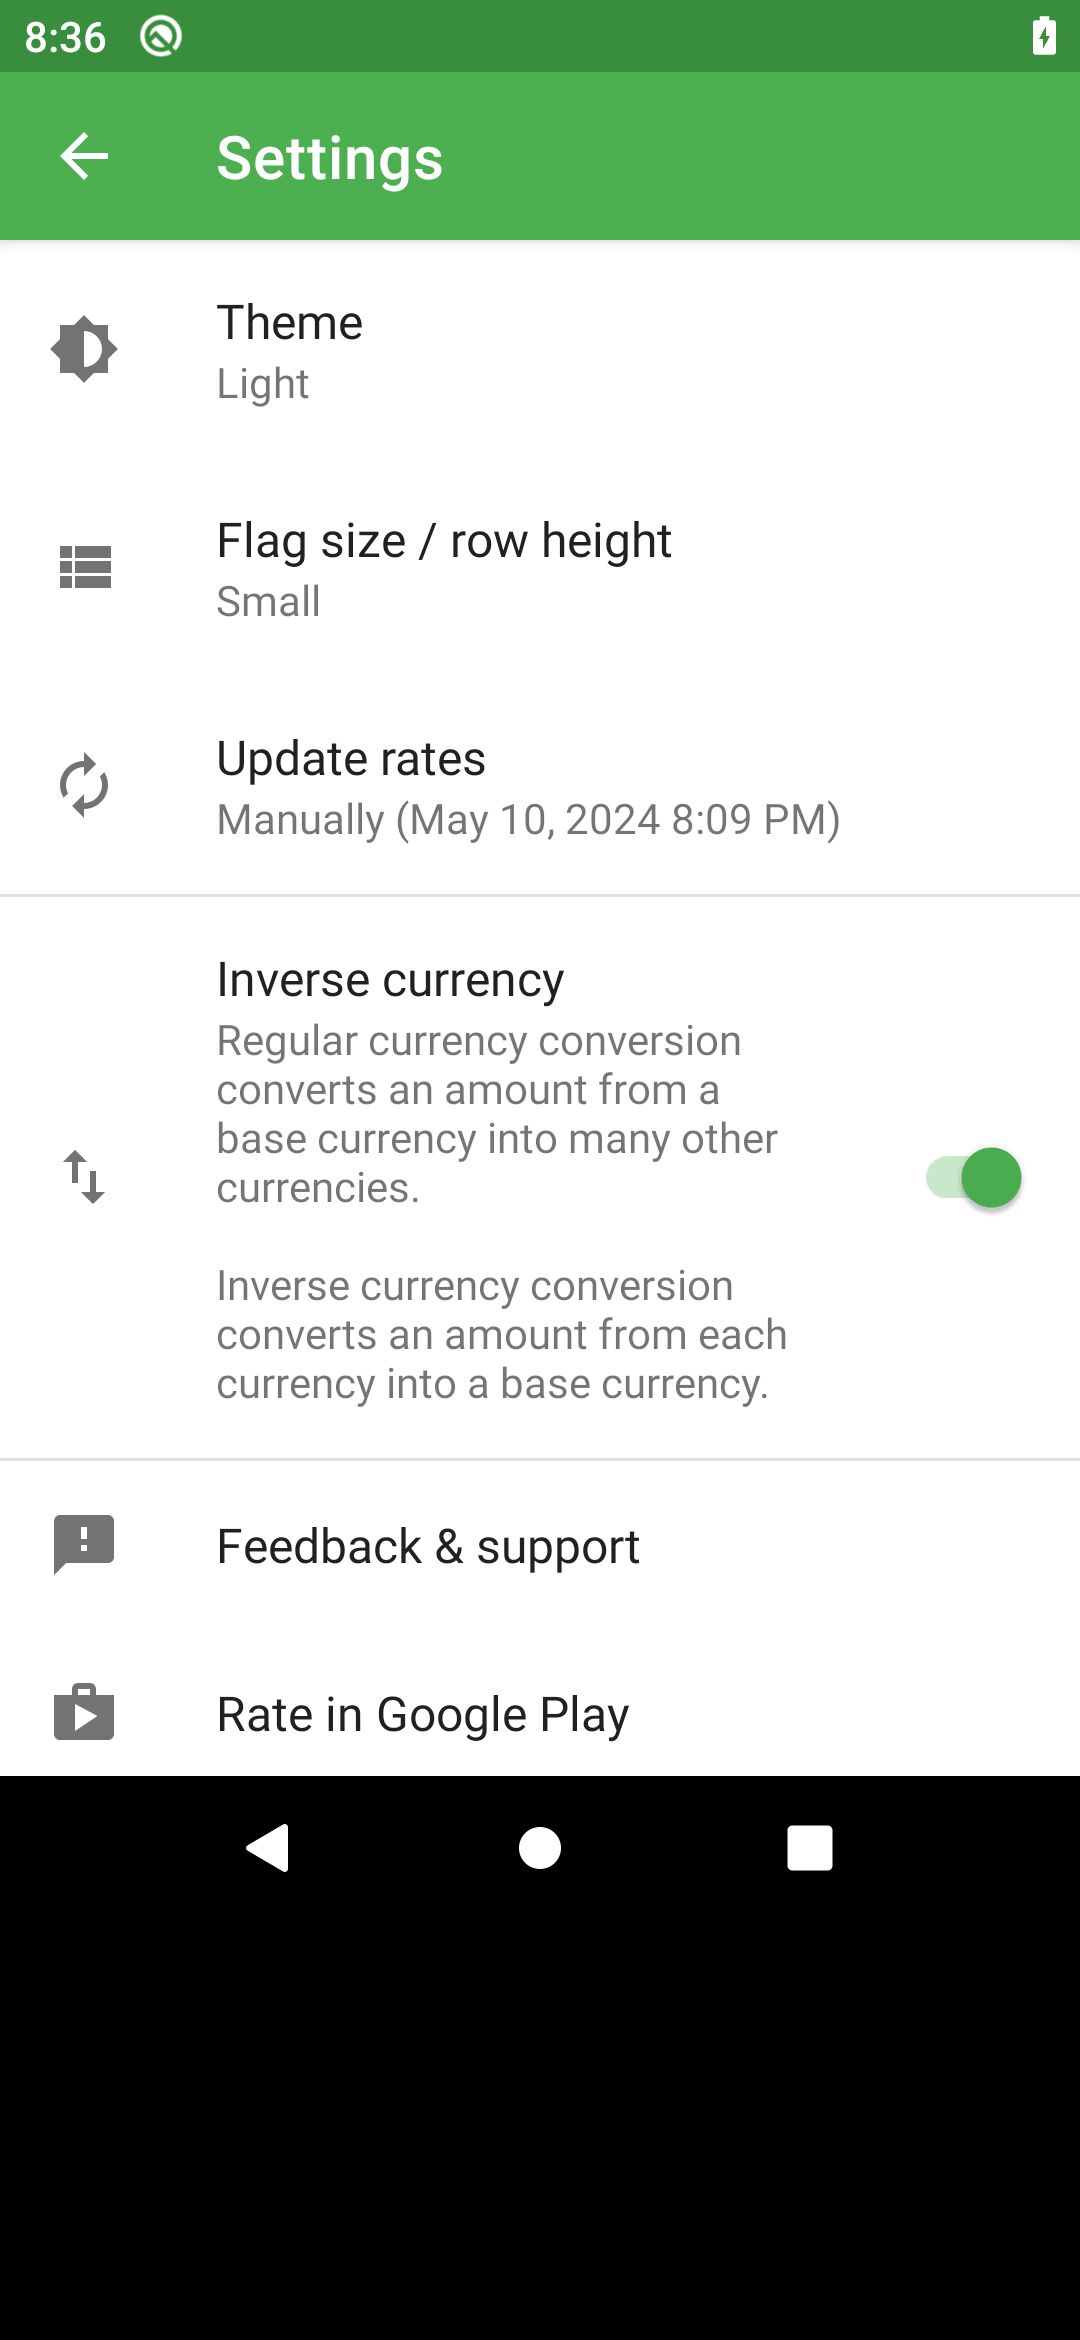 8:36
Settings
Theme
Light
Flag size / row height
Small
Update rates
Manually (May 10, 2024 8:09 PM)
Inverse currency
Regular currency conversion
converts an amount from a
base currency into many other
currencies.
Inverse currency conversion
converts an amount from each
currency into a base currency.
Feedback & support
Rate in Google Play